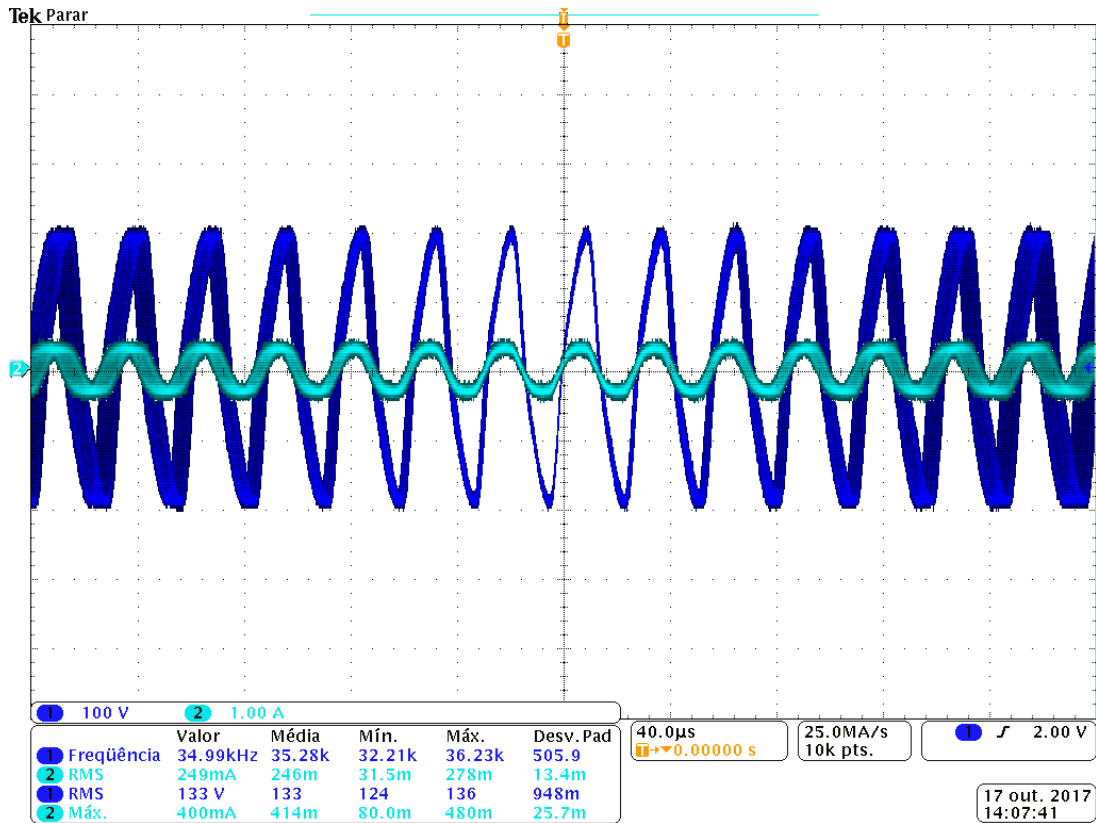 Tek Parar
T
T
2
1 100 V 2 1.00 A
Valor Média Mín. Máx. Desv.Pad
1 Freqüência 34.99kHz 35.28k 32.21k 36.23k 505.9
2 RMS 249mA 246m 31.5m 278m 13.4m
1 RMS 133 V 133 124 136 948m
2 Máx. 400mA 414m 80.0m 480m 25.7m
40.0µs
T→▼0.00000 s
25.0MA/s
10k pts.
1 2.00 V
17 out. 2017
14:07:41